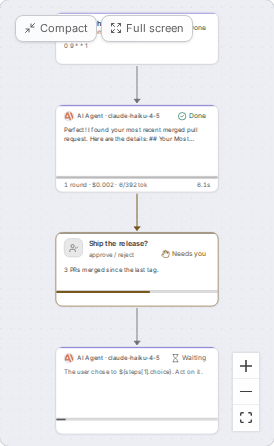 Compact
Full screen
0 9 * * 1
AI Agent · claude-haiku-4-5
Done
Perfect! I found your most recent merged pull
request. Here are the details: ## Your Most...
1 round · $0.002 · 6/392 tok
6.1s
Ship the release?
approve / reject
Needs you
3 PRs merged since the last tag.
AI Agent · claude-haiku-4-5
Waiting
The user chose to ${steps[1].choice}. Act on it.